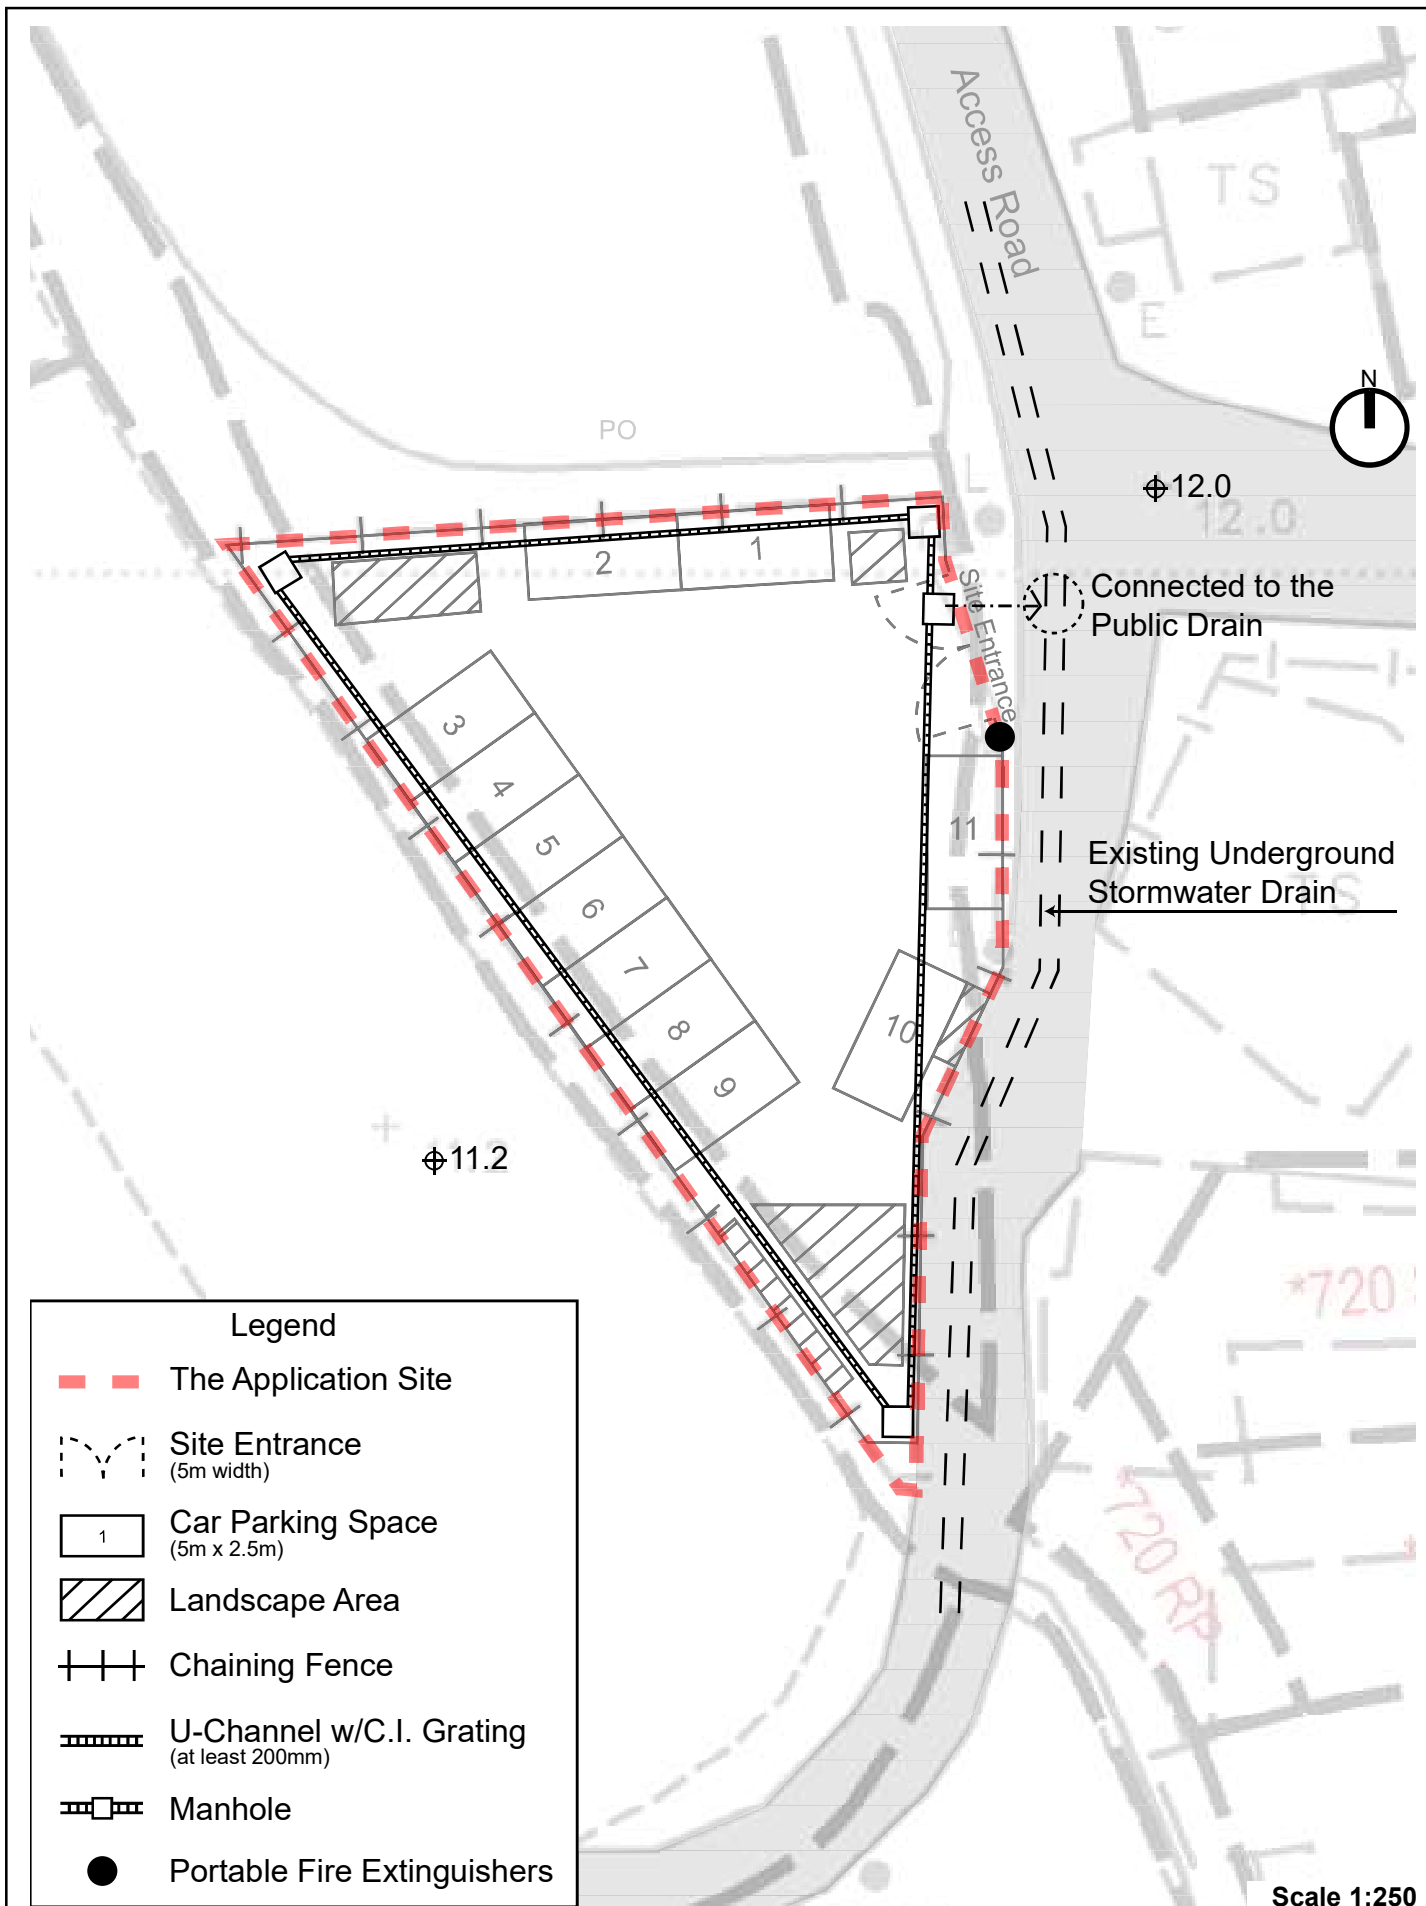 Access Road
TS
E
N
PO
L
12.0
12.0
Site Entrance
Connected to the
Public Drain
1
2
3
4
5
6
7
8
9
10
11
Existing Underground
Stormwater Drain
TS
11.2
*720
*720 RP
Legend
The Application Site
Site Entrance
(5m width)
1
Car Parking Space
(5m x 2.5m)
Landscape Area
Chaining Fence
U-Channel w/C.I. Grating
(at least 200mm)
Manhole
Portable Fire Extinguishers
Scale 1:250